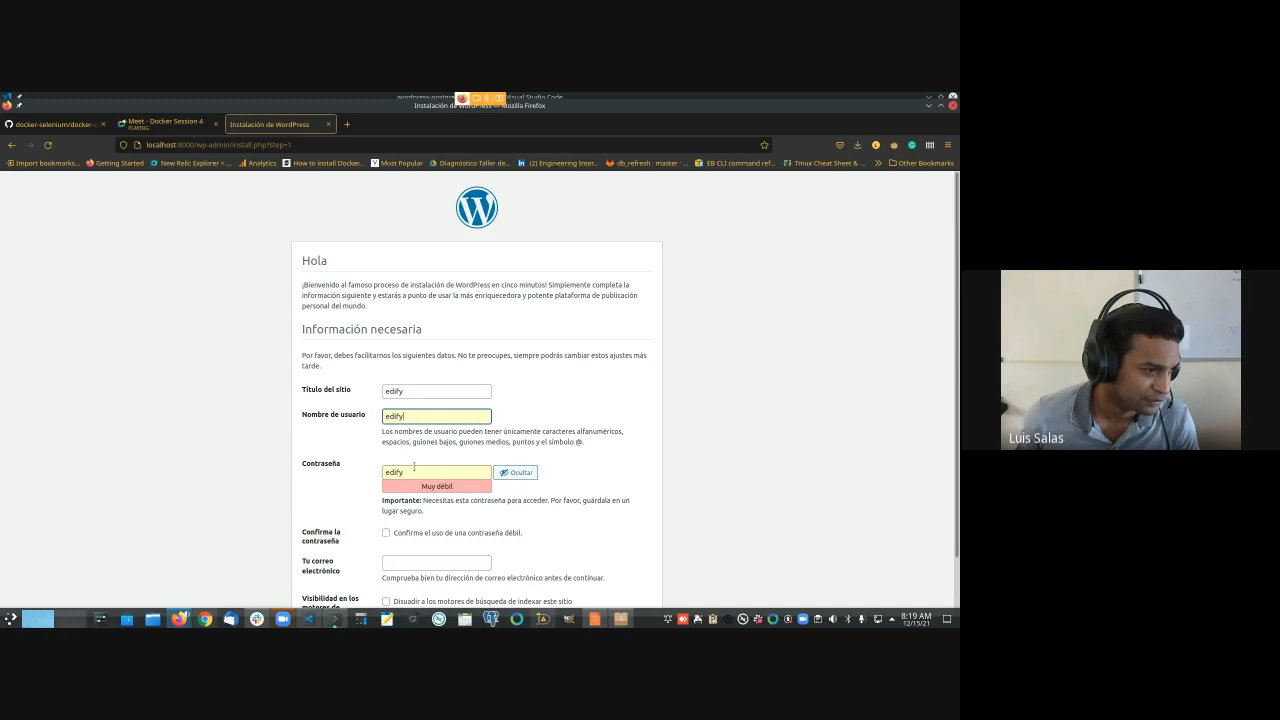 Visual Studio Code
Instalación de WordPress — Mozilla Firefox
docker-selenium/docker-c
Meet - Docker Session 4
PLAYING
Instalación de WordPress
localhost:8000/wp-admin/install.php?step=1
Import bookmarks...
Getting Started
New Relic Explorer <...
Analytics
How to install Docker...
Most Popular
Diagnóstico Taller de...
(2) Engineering Inter...
db_refresh · master · ...
EB CLI command ref...
Tmux Cheat Sheet & ...
Other Bookmarks
Hola
¡Bienvenido al famoso proceso de instalación de WordPress en cinco minutos! Simplemente completa la
información siguiente y estarás a punto de usar la más enriquecedora y potente plataforma de publicación
personal del mundo.
Información necesaria
Por favor, debes facilitarnos los siguientes datos. No te preocupes, siempre podrás cambiar estos ajustes más
tarde.
Título del sitio
edify
Nombre de usuario
edify
Los nombres de usuario pueden tener únicamente caracteres alfanuméricos,
espacios, guiones bajos, guiones medios, puntos y el símbolo @.
Contraseña
edify
Ocultar
Muy débil
Importante: Necesitas esta contraseña para acceder. Por favor, guárdala en un
lugar seguro.
Confirma la
contraseña
Confirma el uso de una contraseña débil.
Tu correo
electrónico
Comprueba bien tu dirección de correo electrónico antes de continuar.
Visibilidad en los
motores de
Disuadir a los motores de búsqueda de indexar este sitio
8:19 AM
12/15/21
Luis Salas